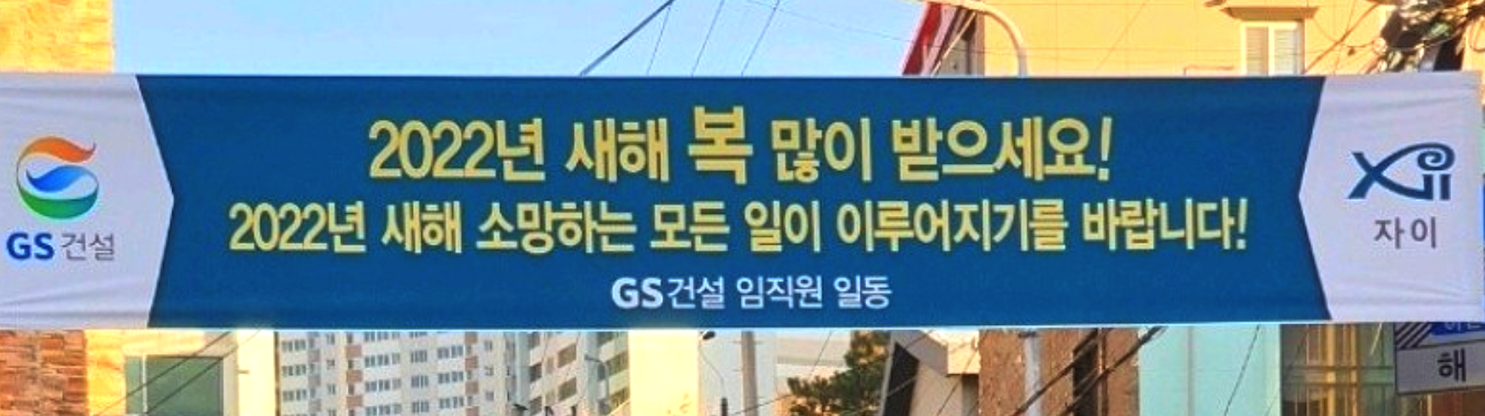 2022년 새해 복 많이 받으세요!
2022년 새해 소망하는 모든 일이 이루어지기를 바랍니다!
GS건설 임직원 일동
GS건설
Xii
자이
해